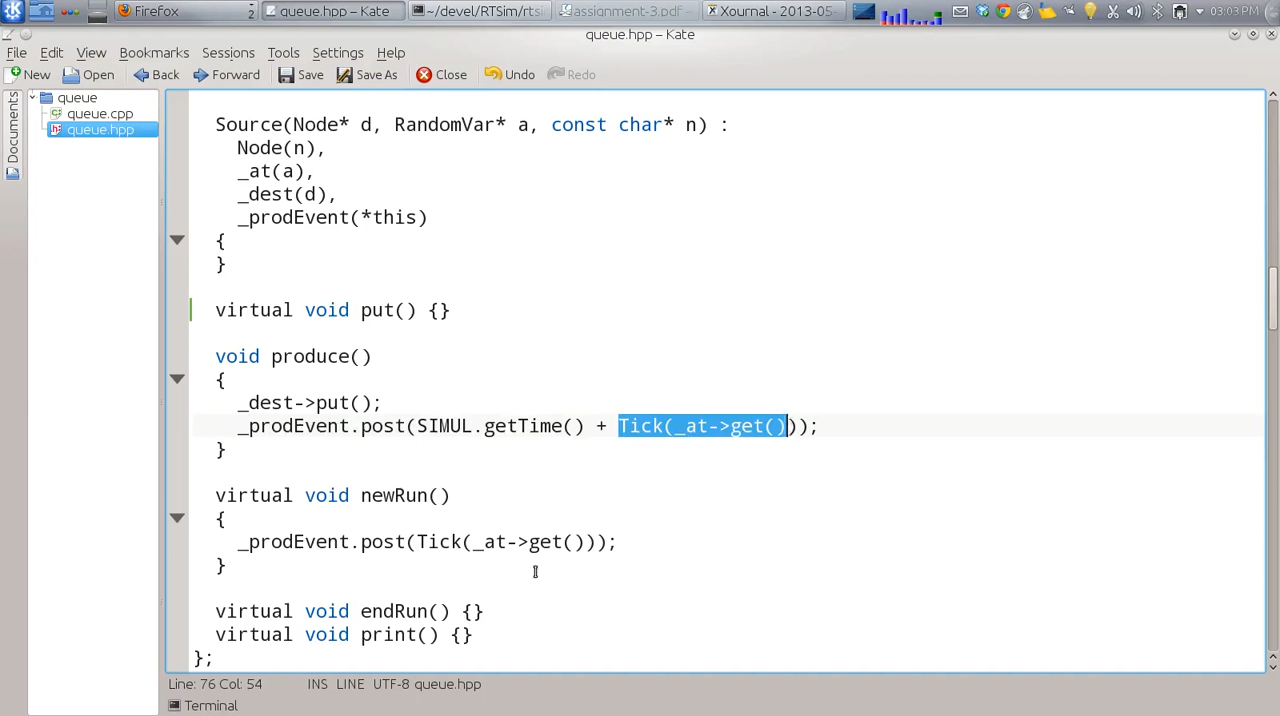 Firefox 2 queue.hpp - Kate ~/devel/RTSim/rtsi assignment-3.pdf Xournal - 2013-05- 03:03 PM
queue.hpp - Kate
File Edit View Bookmarks Sessions Tools Settings Help
New Open Back Forward Save Save As Close Undo Redo
Documents
queue
queue.cpp
queue.hpp
Source(Node* d, RandomVar* a, const char* n) :
Node(n),
_at(a),
_dest(d),
_prodEvent(*this)
{
}
virtual void put() {}
void produce()
{
_dest->put();
_prodEvent.post(SIMUL.getTime() + Tick(_at->get()));
}
virtual void newRun()
{
_prodEvent.post(Tick(_at->get()));
}
virtual void endRun() {}
virtual void print() {}
};
Line: 76 Col: 54 INS LINE UTF-8 queue.hpp
Terminal